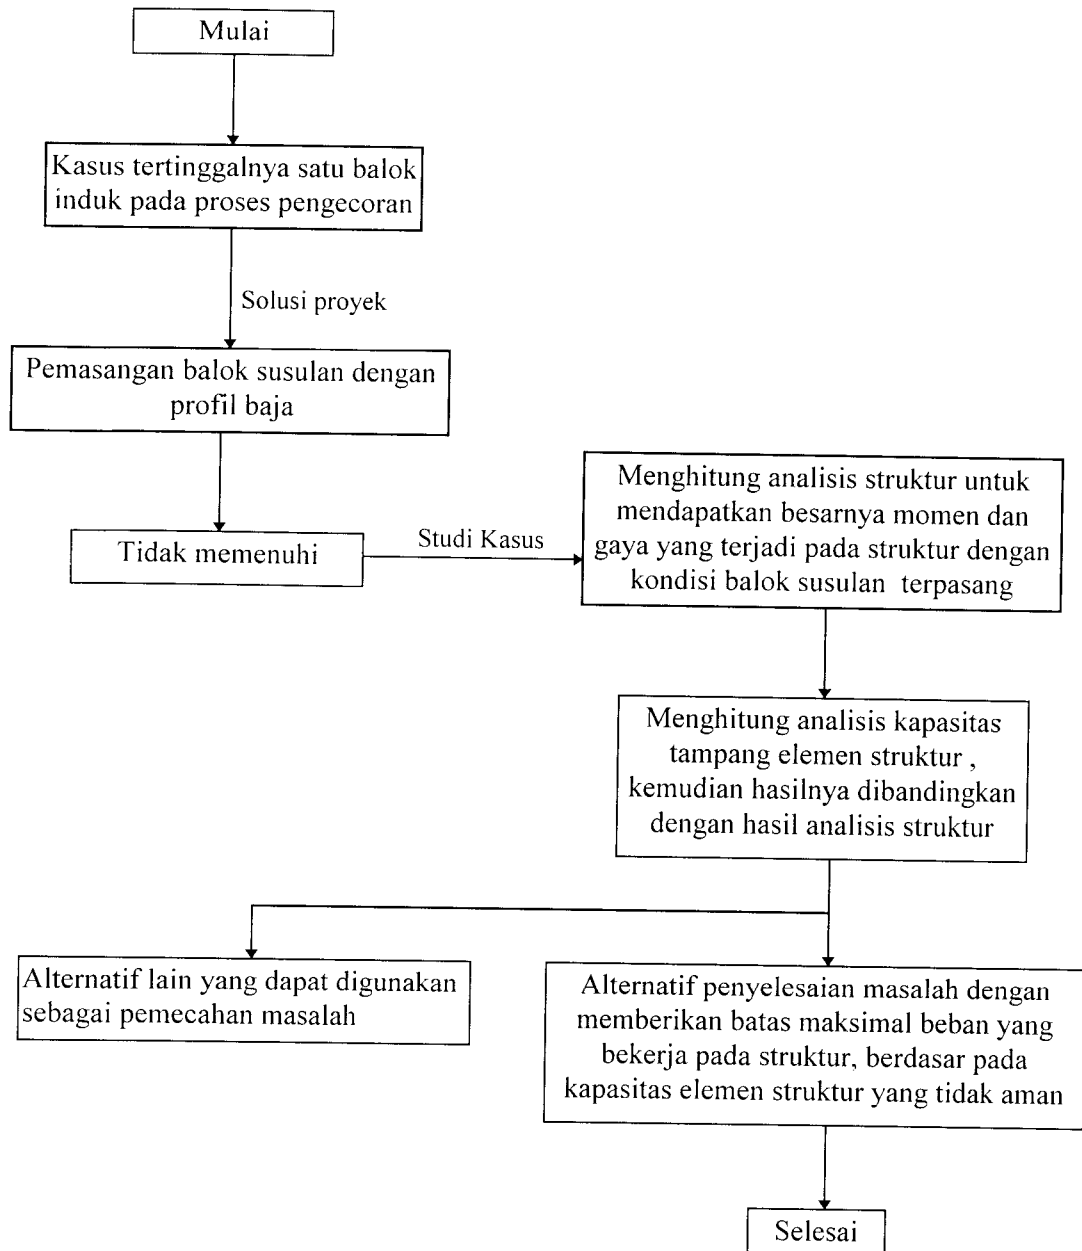 Mulai
Kasus tertinggalnya satu balok
induk pada proses pengecoran
Solusi proyek
Pemasangan balok susulan dengan
profil baja
Tidak memenuhi
Studi Kasus
Menghitung analisis struktur untuk
mendapatkan besarnya momen dan
gaya yang terjadi pada struktur dengan
kondisi balok susulan terpasang
Menghitung analisis kapasitas
tampang elemen struktur ,
kemudian hasilnya dibandingkan
dengan hasil analisis struktur
Alternatif lain yang dapat digunakan
sebagai pemecahan masalah
Alternatif penyelesaian masalah dengan
memberikan batas maksimal beban yang
bekerja pada struktur, berdasar pada
kapasitas elemen struktur yang tidak aman
Selesai